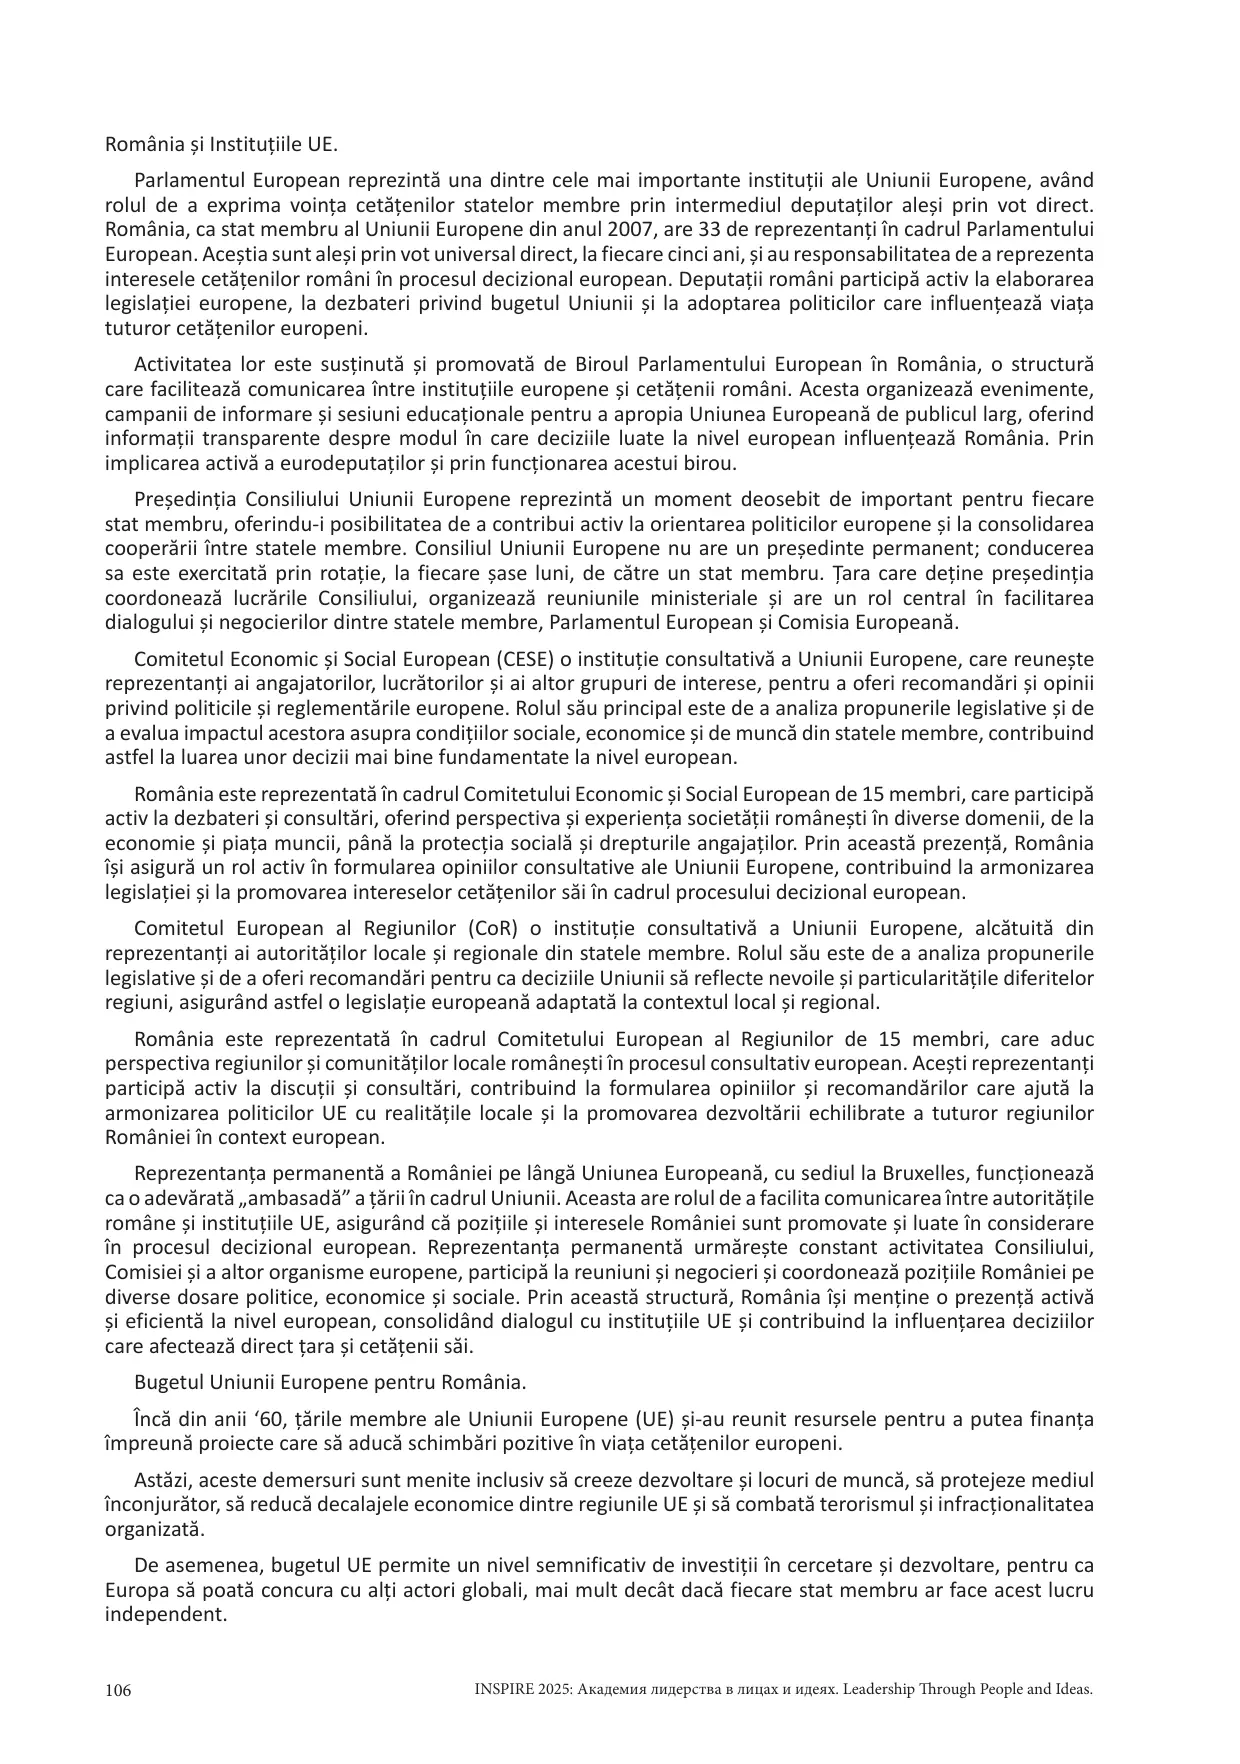 România și Instituțiile UE.
Parlamentul European reprezintă una dintre cele mai importante instituții ale Uniunii Europene, având
rolul de a exprima voința cetățenilor statelor membre prin intermediul deputaților aleși prin vot direct.
România, ca stat membru al Uniunii Europene din anul 2007, are 33 de reprezentanți în cadrul Parlamentului
European. Aceștia sunt aleși prin vot universal direct, la fiecare cinci ani, și au responsabilitatea de a reprezenta
interesele cetățenilor români în procesul decizional european. Deputații români participă activ la elaborarea
legislației europene, la dezbateri privind bugetul Uniunii și la adoptarea politicilor care influențează viața
tuturor cetățenilor europeni.
Activitatea lor este susținută și promovată de Biroul Parlamentului European în România, o structură
care facilitează comunicarea între instituțiile europene și cetățenii români. Acesta organizează evenimente,
campanii de informare și sesiuni educaționale pentru a apropia Uniunea Europeană de publicul larg, oferind
informații transparente despre modul în care deciziile luate la nivel european influențează România. Prin
implicarea activă a eurodeputaților și prin funcționarea acestui birou.
Președinția Consiliului Uniunii Europene reprezintă un moment deosebit de important pentru fiecare
stat membru, oferindu-i posibilitatea de a contribui activ la orientarea politicilor europene și la consolidarea
cooperării între statele membre. Consiliul Uniunii Europene nu are un președinte permanent; conducerea
sa este exercitată prin rotație, la fiecare șase luni, de către un stat membru. Țara care deține președinția
coordonează lucrările Consiliului, organizează reuniunile ministeriale și are un rol central în facilitarea
dialogului și negocierilor dintre statele membre, Parlamentul European și Comisia Europeană.
Comitetul Economic și Social European (CESE) o instituție consultativă a Uniunii Europene, care reunește
reprezentanți ai angajatorilor, lucrătorilor și ai altor grupuri de interese, pentru a oferi recomandări și opinii
privind politicile și reglementările europene. Rolul său principal este de a analiza propunerile legislative și de
a evalua impactul acestora asupra condițiilor sociale, economice și de muncă din statele membre, contribuind
astfel la luarea unor decizii mai bine fundamentate la nivel european.
România este reprezentată în cadrul Comitetului Economic și Social European de 15 membri, care participă
activ la dezbateri și consultări, oferind perspectiva și experiența societății românești în diverse domenii, de la
economie și piața muncii, până la protecția socială și drepturile angajaților. Prin această prezență, România
își asigură un rol activ în formularea opiniilor consultative ale Uniunii Europene, contribuind la armonizarea
legislației și la promovarea intereselor cetățenilor săi în cadrul procesului decizional european.
Comitetul European al Regiunilor (CoR) o instituție consultativă a Uniunii Europene, alcătuită din
reprezentanți ai autorităților locale și regionale din statele membre. Rolul său este de a analiza propunerile
legislative și de a oferi recomandări pentru ca deciziile Uniunii să reflecte nevoile și particularitățile diferitelor
regiuni, asigurând astfel o legislație europeană adaptată la contextul local și regional.
România este reprezentată în cadrul Comitetului European al Regiunilor de 15 membri, care aduc
perspectiva regiunilor și comunităților locale românești în procesul consultativ european. Acești reprezentanți
participă activ la discuții și consultări, contribuind la formularea opiniilor și recomandărilor care ajută la
armonizarea politicilor UE cu realitățile locale și la promovarea dezvoltării echilibrate a tuturor regiunilor
României în context european.
Reprezentanța permanentă a României pe lângă Uniunea Europeană, cu sediul la Bruxelles, funcționează
ca o adevărată „ambasadă” a țării în cadrul Uniunii. Aceasta are rolul de a facilita comunicarea între autoritățile
române și instituțiile UE, asigurând că pozițiile și interesele României sunt promovate și luate în considerare
în procesul decizional european. Reprezentanța permanentă urmărește constant activitatea Consiliului,
Comisiei și a altor organisme europene, participă la reuniuni și negocieri și coordonează pozițiile României pe
diverse dosare politice, economice și sociale. Prin această structură, România își menține o prezență activă
și eficientă la nivel european, consolidând dialogul cu instituțiile UE și contribuind la influențarea deciziilor
care afectează direct țara și cetățenii săi.
Bugetul Uniunii Europene pentru România.
Încă din anii ‘60, țările membre ale Uniunii Europene (UE) și-au reunit resursele pentru a putea finanța
împreună proiecte care să aducă schimbări pozitive în viața cetățenilor europeni.
Astăzi, aceste demersuri sunt menite inclusiv să creeze dezvoltare și locuri de muncă, să protejeze mediul
înconjurător, să reducă decalajele economice dintre regiunile UE și să combată terorismul și infracționalitatea
organizată.
De asemenea, bugetul UE permite un nivel semnificativ de investiții în cercetare și dezvoltare, pentru ca
Europa să poată concura cu alți actori globali, mai mult decât dacă fiecare stat membru ar face acest lucru
independent.
106
INSPIRE 2025: Академия лидерства в лицах и идеях. Leadership Through People and Ideas.